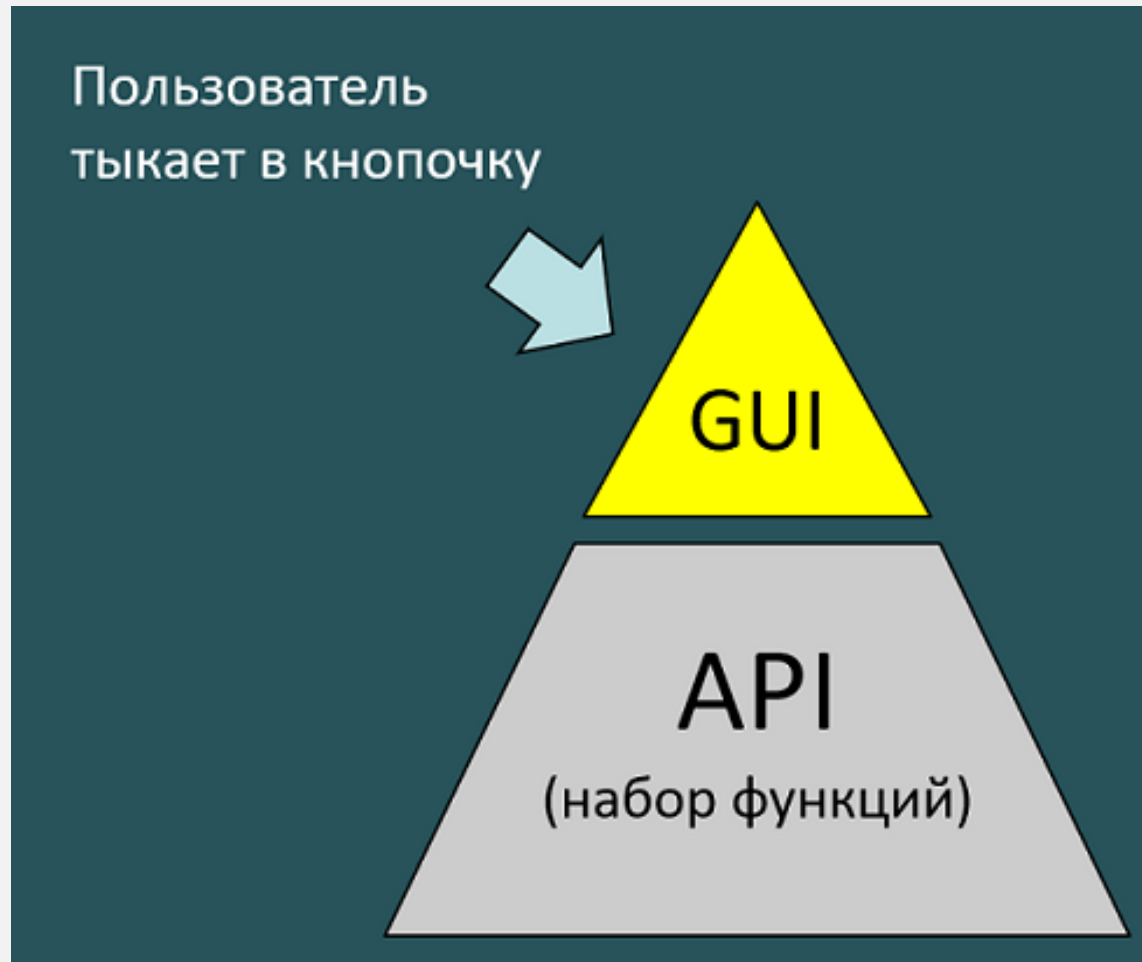 Пользователь
тыкает в кнопочку
GUI
API
(набор функций)